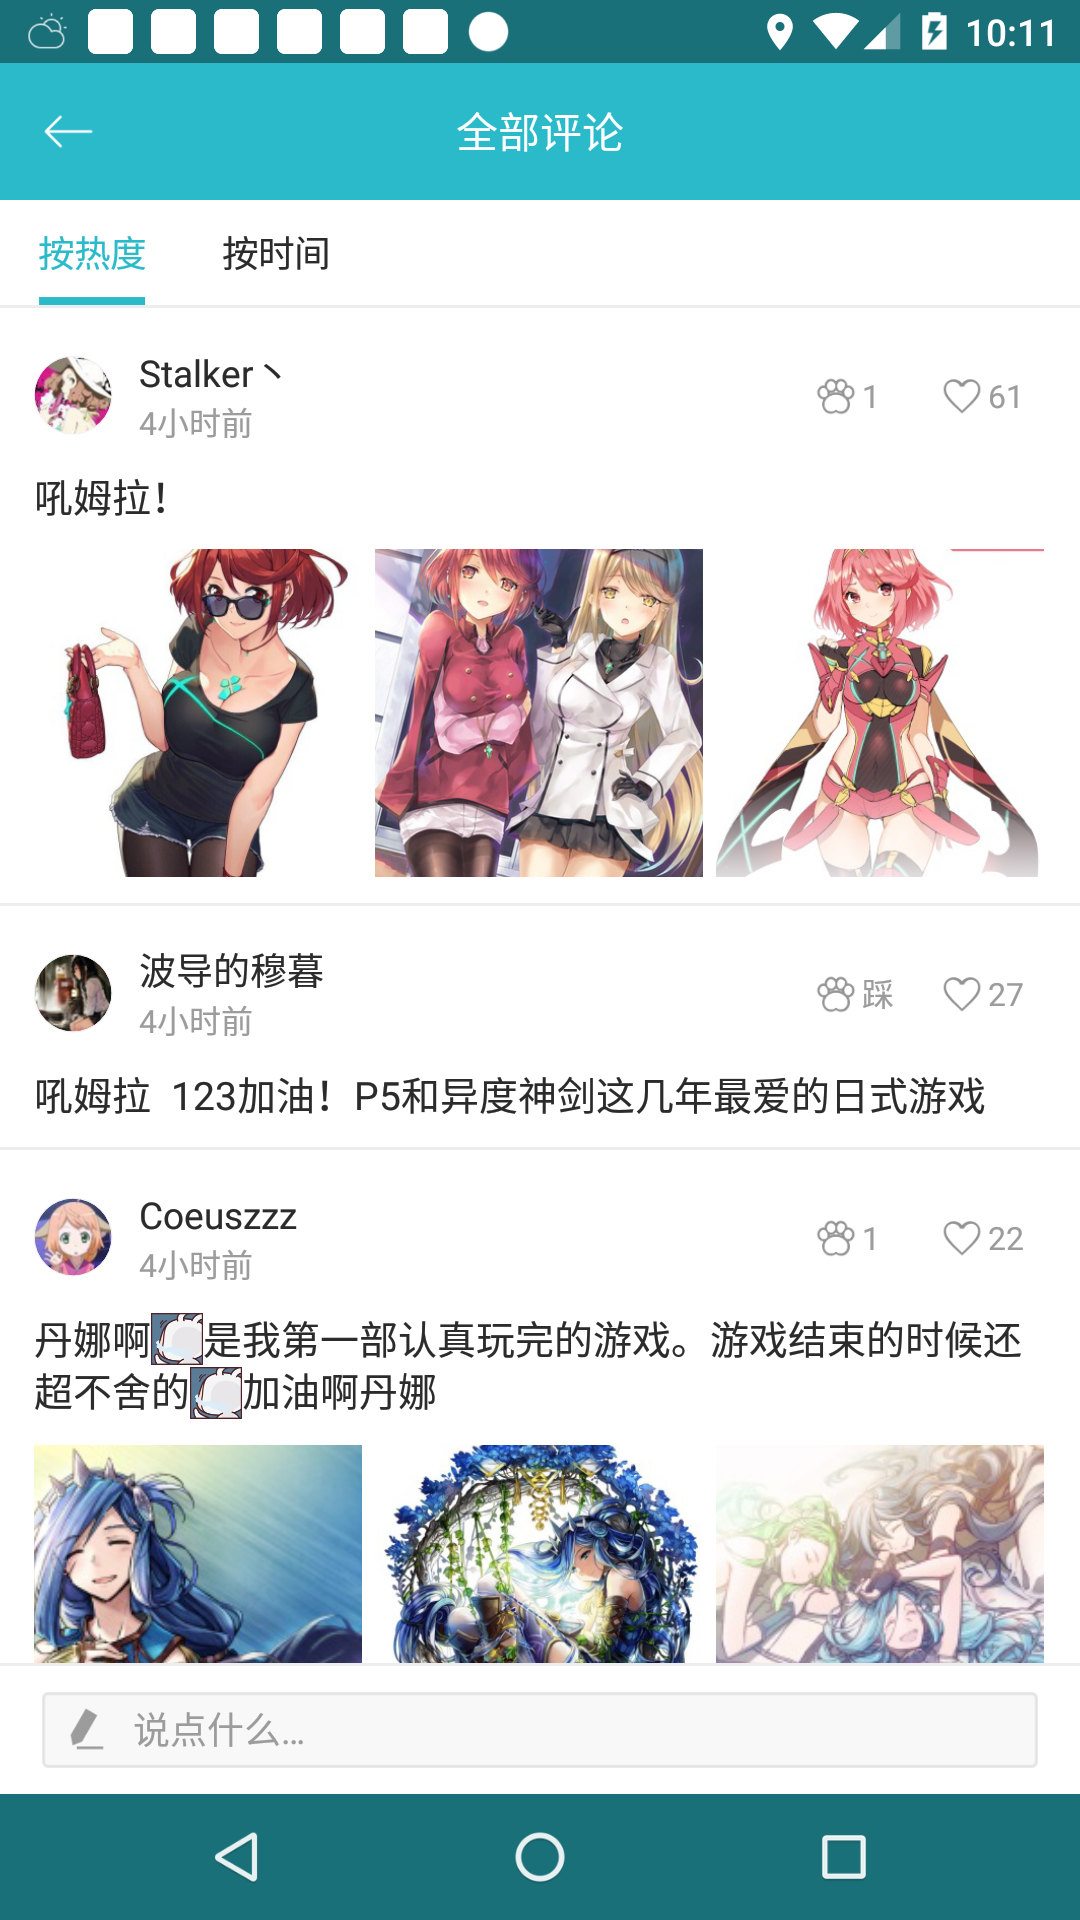 10:11
全部评论
按热度 按时间
Stalker丶
4小时前
1 61
吼姆拉！
波导的穆暮
4小时前
踩 27
吼姆拉 123加油！P5和异度神剑这几年最爱的日式游戏
Coeuszzz
4小时前
1 22
丹娜啊是我第一部认真玩完的游戏。游戏结束的时候还
超不舍的加油啊丹娜
说点什么...